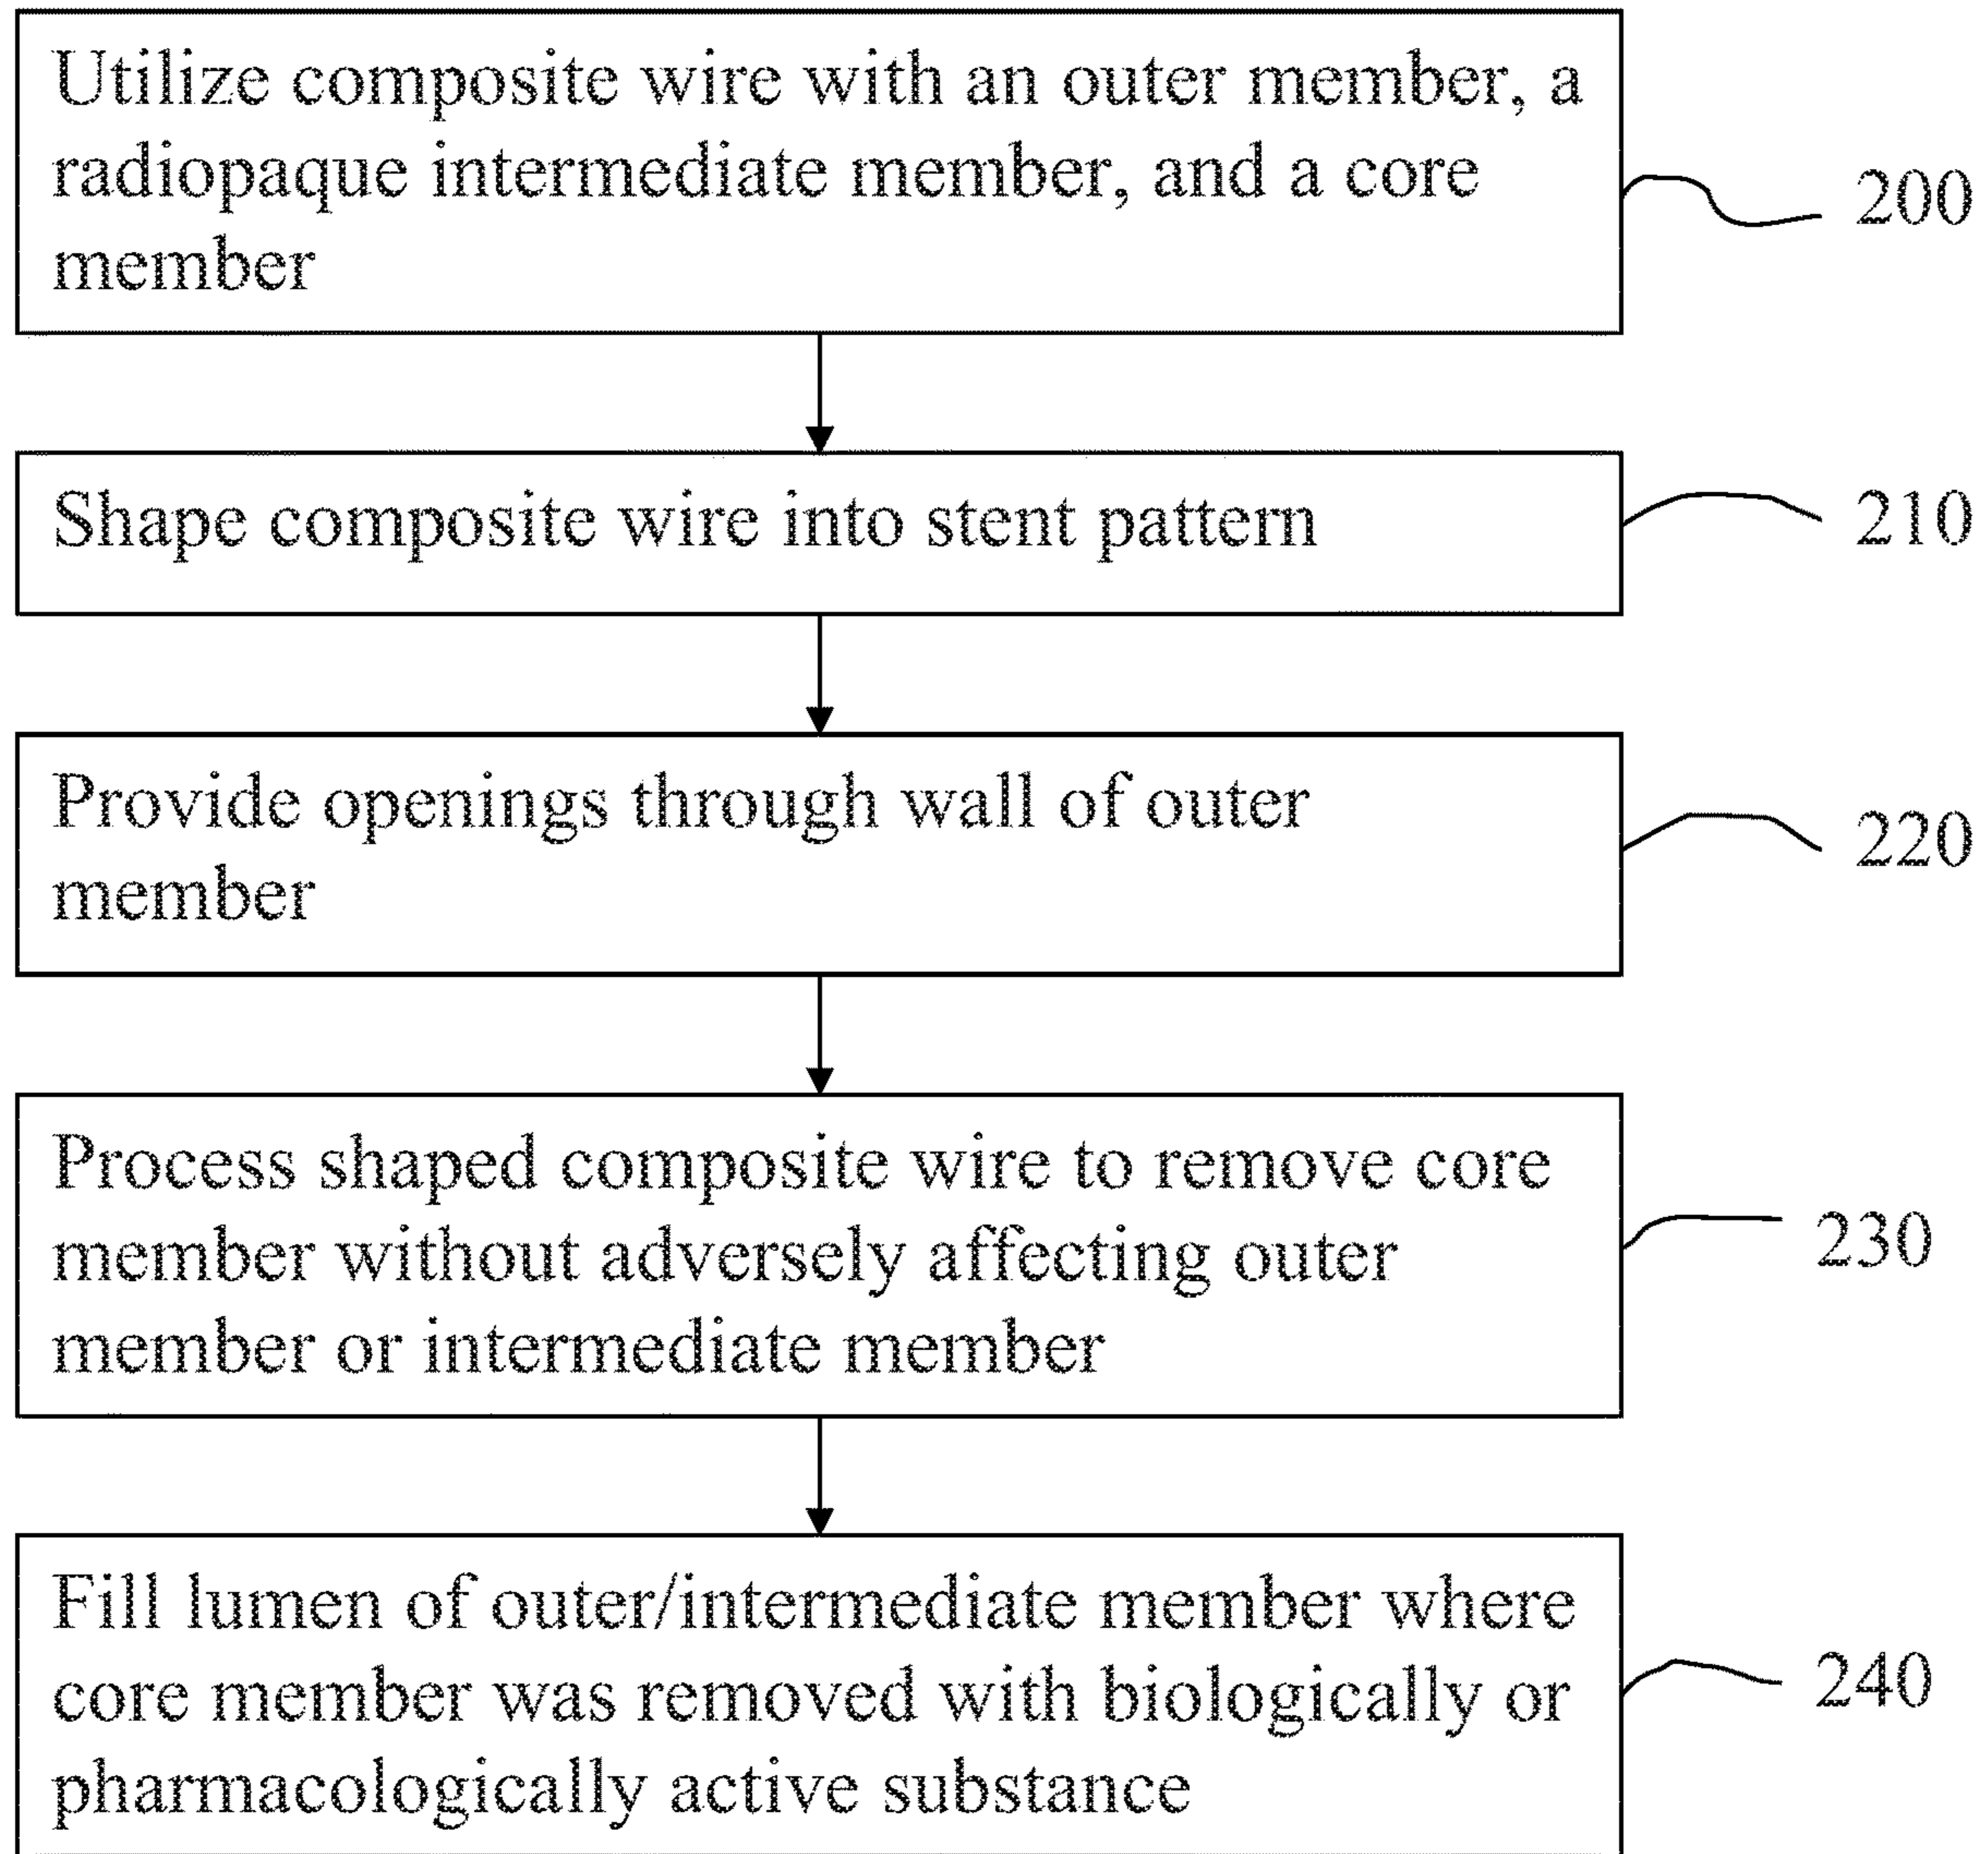 Utilize composite wire with an outer member, a
radiopaque intermediate member, and a core
member
200
Shape composite wire into stent pattern
210
Provide openings through wall of outer
member
220
Process shaped composite wire to remove core
member without adversely affecting outer
member or intermediate member
230
Fill lumen of outer/intermediate member where
core member was removed with biologically or
pharmacologically active substance
240